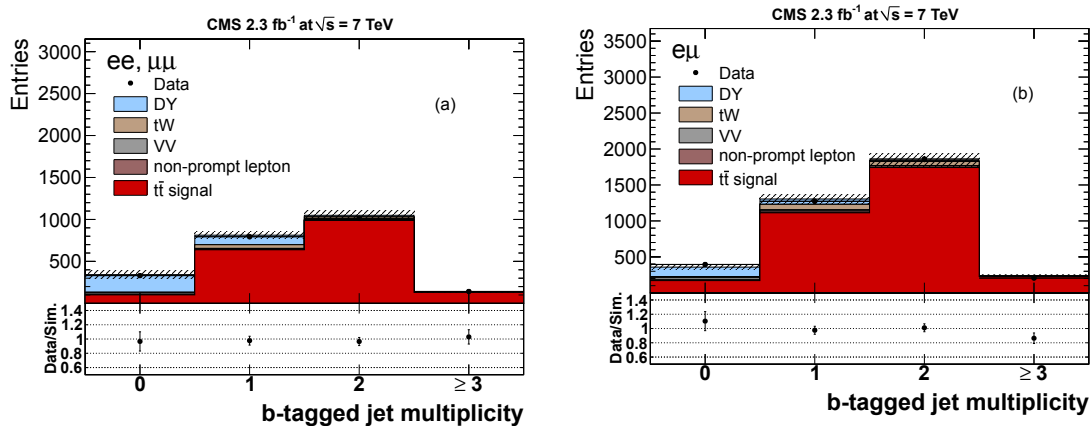 CMS 2.3 fb⁻¹ at √s = 7 TeV
Entries
3000
2500
2000
1500
1000
500
ee, μμ
Data
DY
tW
VV
non-prompt lepton
tt̄ signal
(a)
Data/Sim.
1.4
1.2
1
0.8
0.6
0 1 2 ≥ 3
b-tagged jet multiplicity
CMS 2.3 fb⁻¹ at √s = 7 TeV
Entries
3500
3000
2500
2000
1500
1000
500
eμ
Data
DY
tW
VV
non-prompt lepton
tt̄ signal
(b)
Data/Sim.
1.4
1.2
1
0.8
0.6
0 1 2 ≥ 3
b-tagged jet multiplicity